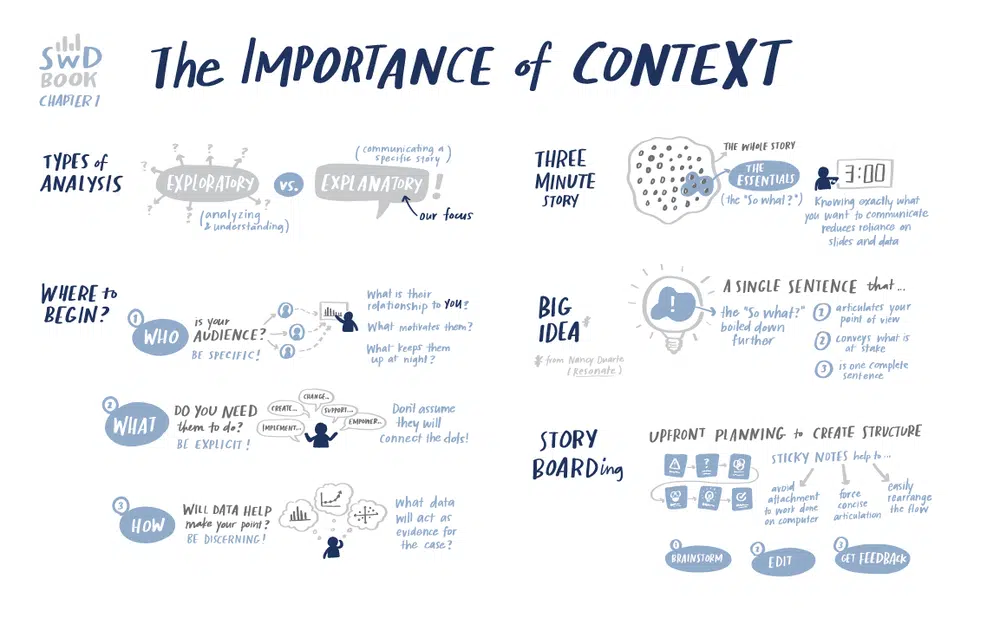 SWD
BOOK
CHAPTER 1
The IMPORTANCE of CONTEXT
TYPES of
ANALYSIS
?
?
?
?
?
?
?
EXPLORATORY
(analyzing
& understanding)
vs.
(communicating a
specific story)
EXPLANATORY
!
our focus
WHERE to
BEGIN?
1
WHO
is your
AUDIENCE?
BE SPECIFIC!
What is their
relationship to YOU?
What motivates them?
What keeps them
up at night?
2
WHAT
DO YOU NEED
them to do?
BE EXPLICIT!
CHANGE...
CREATE...
SUPPORT...
IMPLEMENT...
EMPOWER...
Don't assume
they will
connect the dots!
3
HOW
WILL DATA HELP
make your point?
BE DISCERNING!
What data
will act as
evidence for
the case?
THREE
MINUTE
STORY
THE WHOLE STORY
THE
ESSENTIALS
(the "So what?")
3:00
Knowing exactly what
you want to communicate
reduces reliance on
slides and data
BIG
IDEA*
* from Nancy Duarte
(Resonate)
!
A SINGLE SENTENCE that...
the "So what?"
boiled down
further
1 articulates your
point of view
2 conveys what is
at stake
3 is one complete
sentence
STORY
BOARDing
UPFRONT PLANNING to CREATE STRUCTURE
STICKY NOTES help to...
?
avoid
attachment
to work done
on computer
force
concise
articulation
easily
rearrange
the flow
BRAINSTORM
EDIT
3
GET FEEDBACK